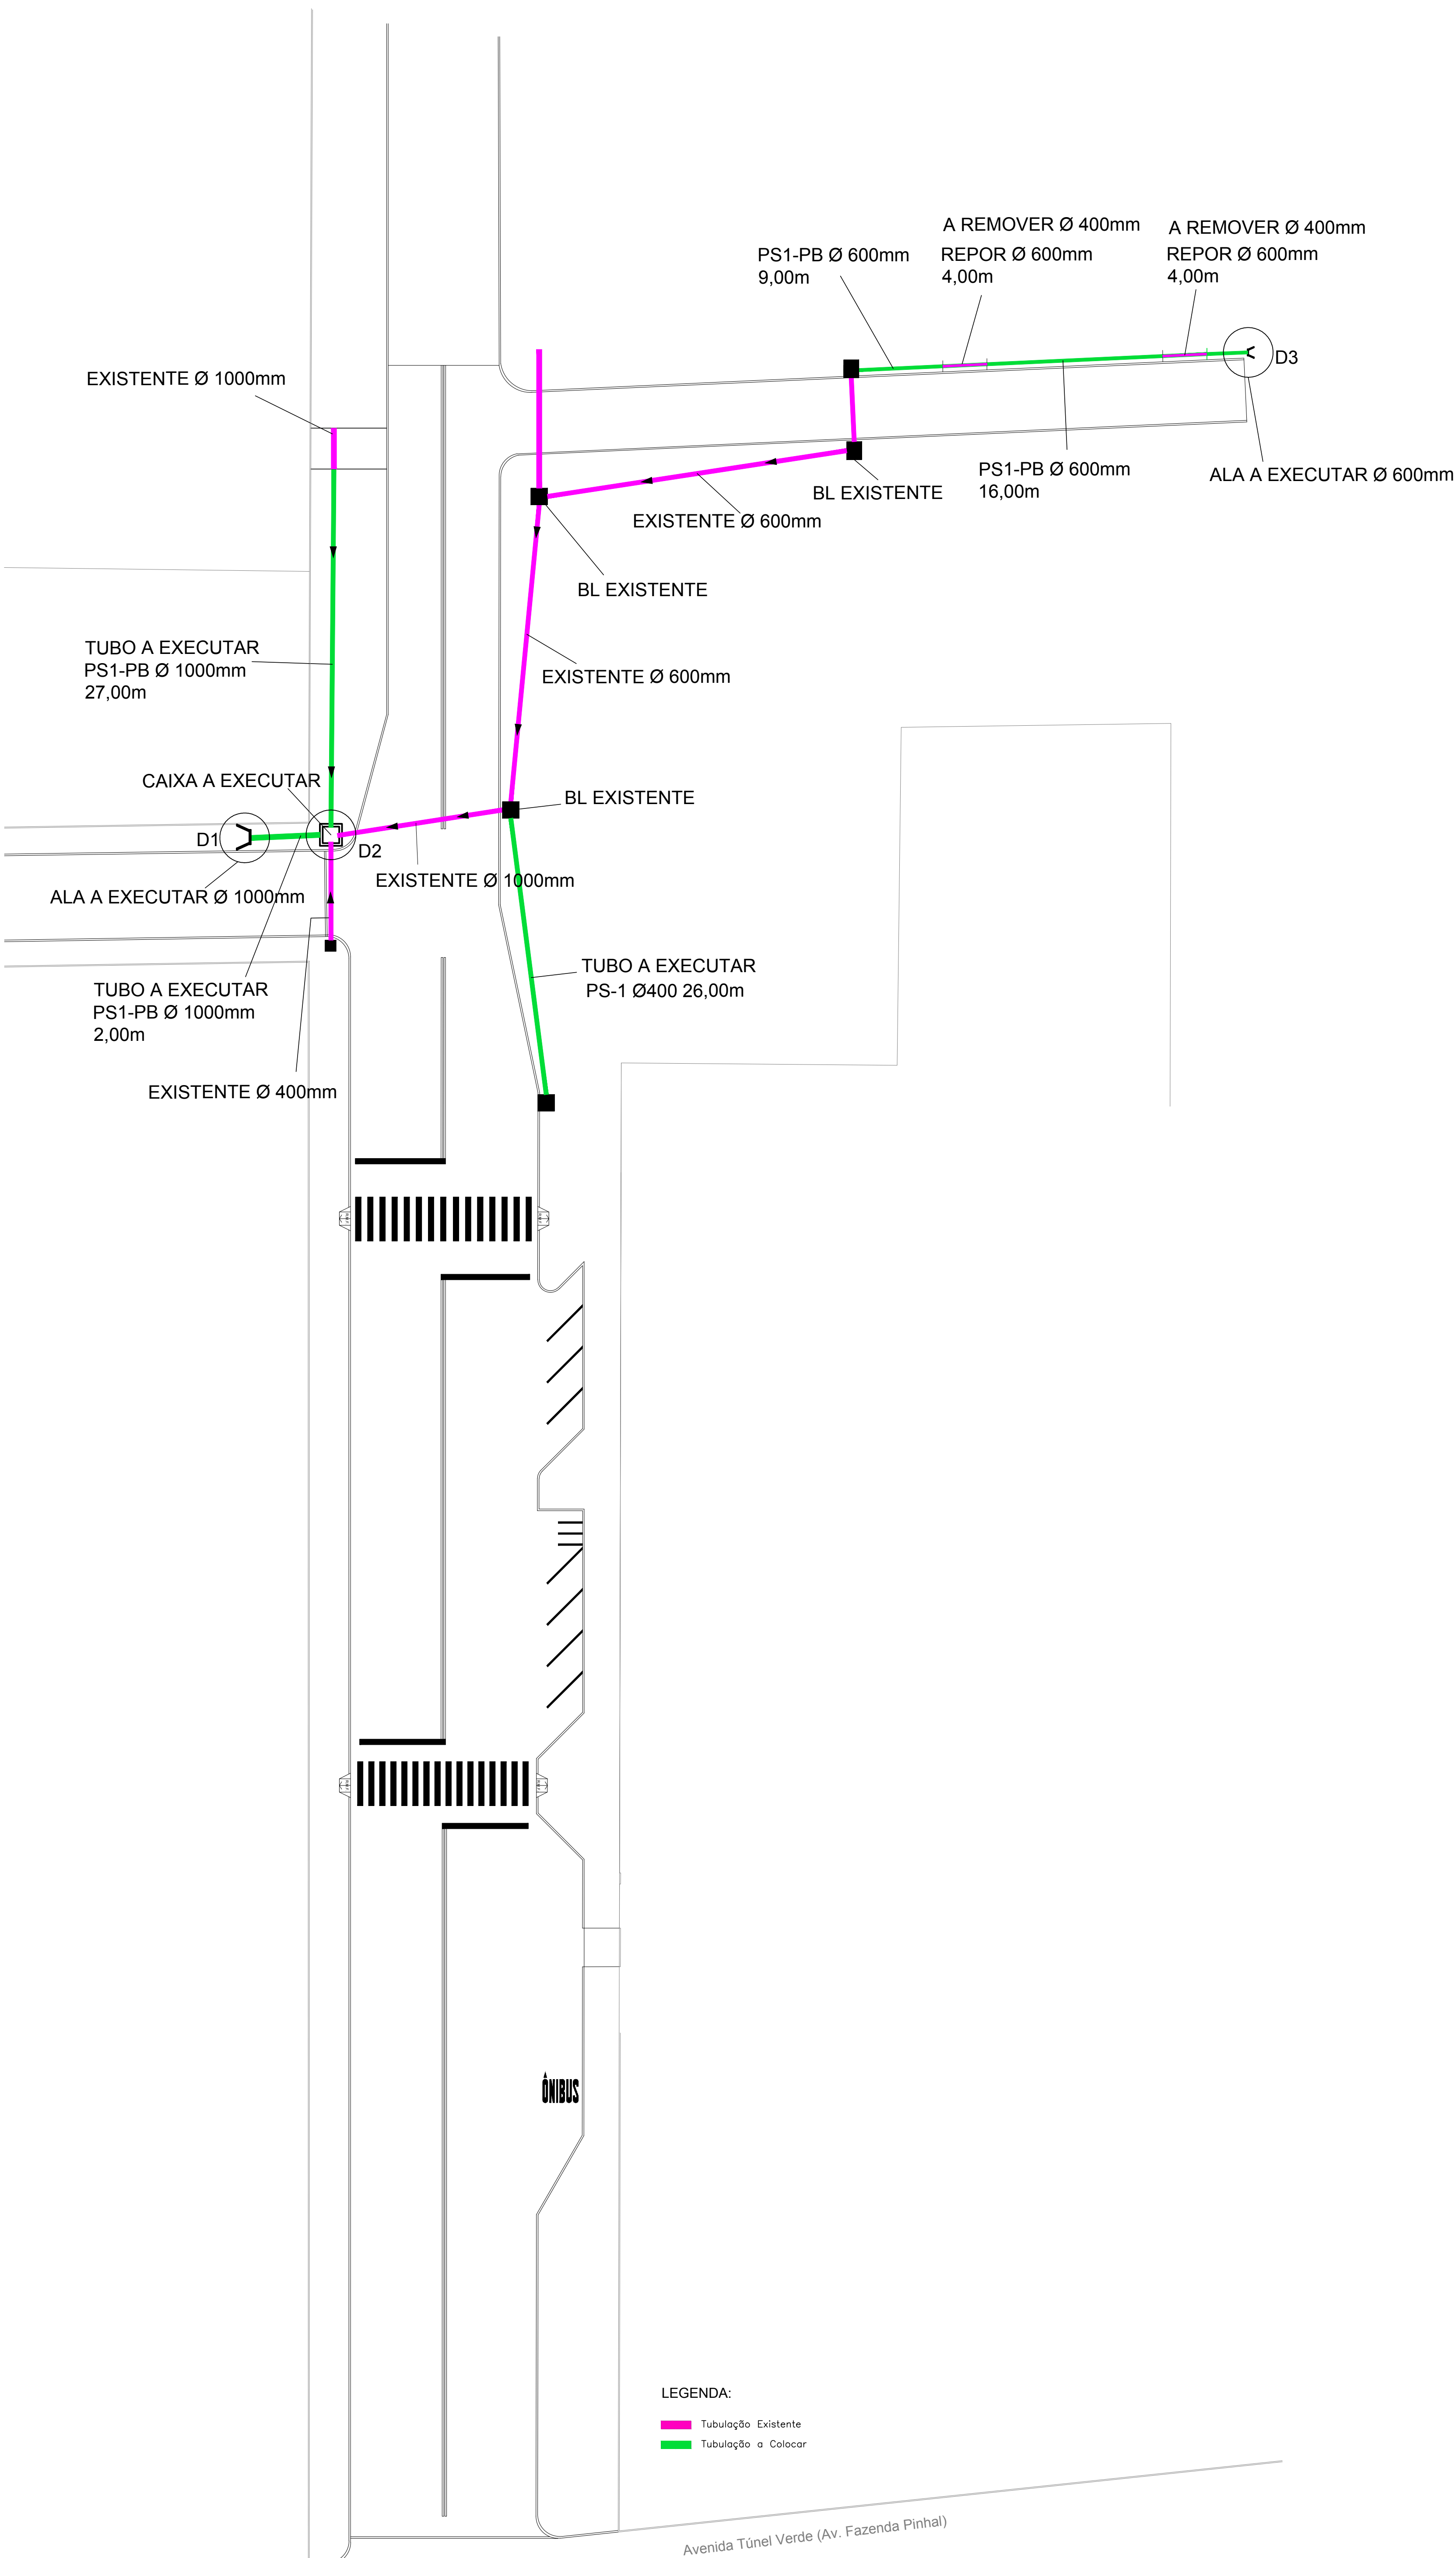 A REMOVER Ø 400mm
REPOR Ø 600mm
4,00m
A REMOVER Ø 400mm
REPOR Ø 600mm
4,00m
PS1-PB Ø 600mm
9,00m
D3
EXISTENTE Ø 1000mm
PS1-PB Ø 600mm
16,00m
ALA A EXECUTAR Ø 600mm
BL EXISTENTE
EXISTENTE Ø 600mm
BL EXISTENTE
TUBO A EXECUTAR
PS1-PB Ø 1000mm
27,00m
EXISTENTE Ø 600mm
CAIXA A EXECUTAR
BL EXISTENTE
D1
D2
EXISTENTE Ø 1000mm
ALA A EXECUTAR Ø 1000mm
TUBO A EXECUTAR
PS-1 Ø400 26,00m
TUBO A EXECUTAR
PS1-PB Ø 1000mm
2,00m
EXISTENTE Ø 400mm
ÔNIBUS
LEGENDA:
Tubulação Existente
Tubulação a Colocar
Avenida Túnel Verde (Av. Fazenda Pinhal)